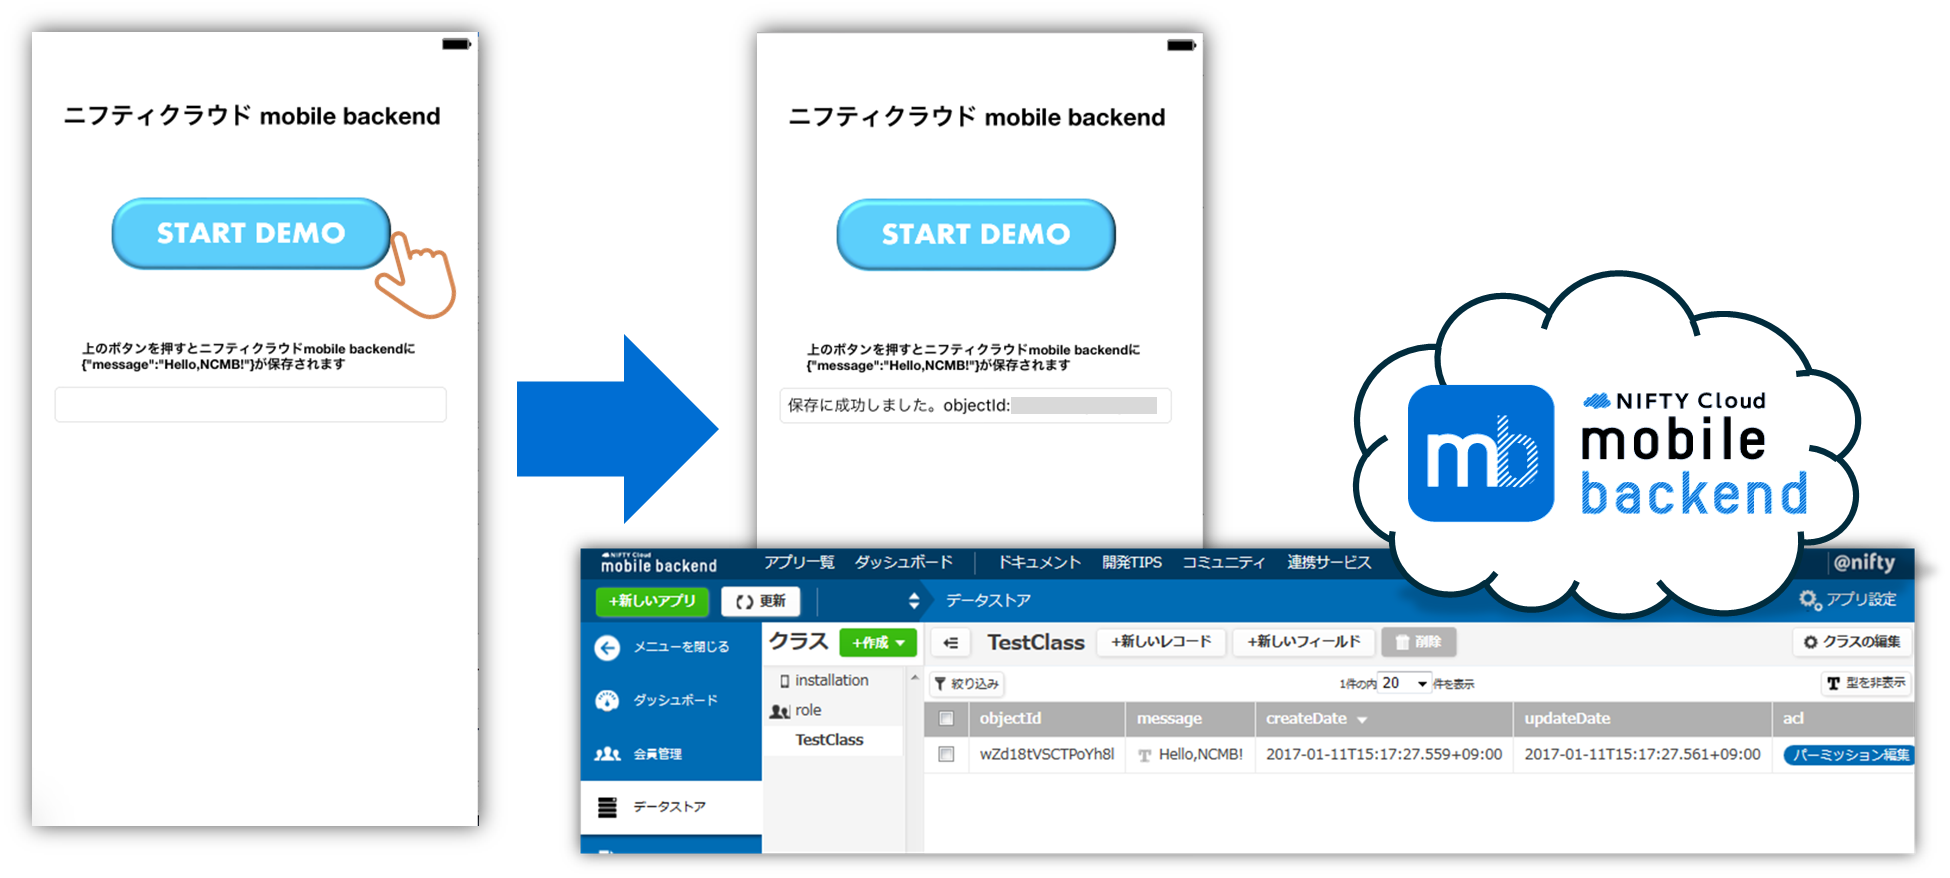 ニフティクラウド mobile backend
START DEMO
上のボタンを押すとニフティクラウドmobile backendに
{"message":"Hello,NCMB!"}が保存されます
ニフティクラウド mobile backend
START DEMO
上のボタンを押すとニフティクラウドmobile backendに
{"message":"Hello,NCMB!"}が保存されます
保存に成功しました。objectId:
mb
NIFTY Cloud
mobile
backend
NIFTY Cloud
mobile backend アプリ一覧 ダッシュボード ドキュメント 開発TIPS コミュニティ 連携サービス @nifty
+新しいアプリ 更新 データストア アプリ設定
メニューを閉じる
ダッシュボード
会員管理
データストア
クラス +作成
installation
role
TestClass
TestClass +新しいレコード +新しいフィールド 削除 クラスの編集
絞り込み 1件の内 20 件を表示 型を非表示
objectId message createDate updateDate acl
wZd18tVSCTPoYh8l Hello,NCMB! 2017-01-11T15:17:27.559+09:00 2017-01-11T15:17:27.561+09:00 パーミッション編集